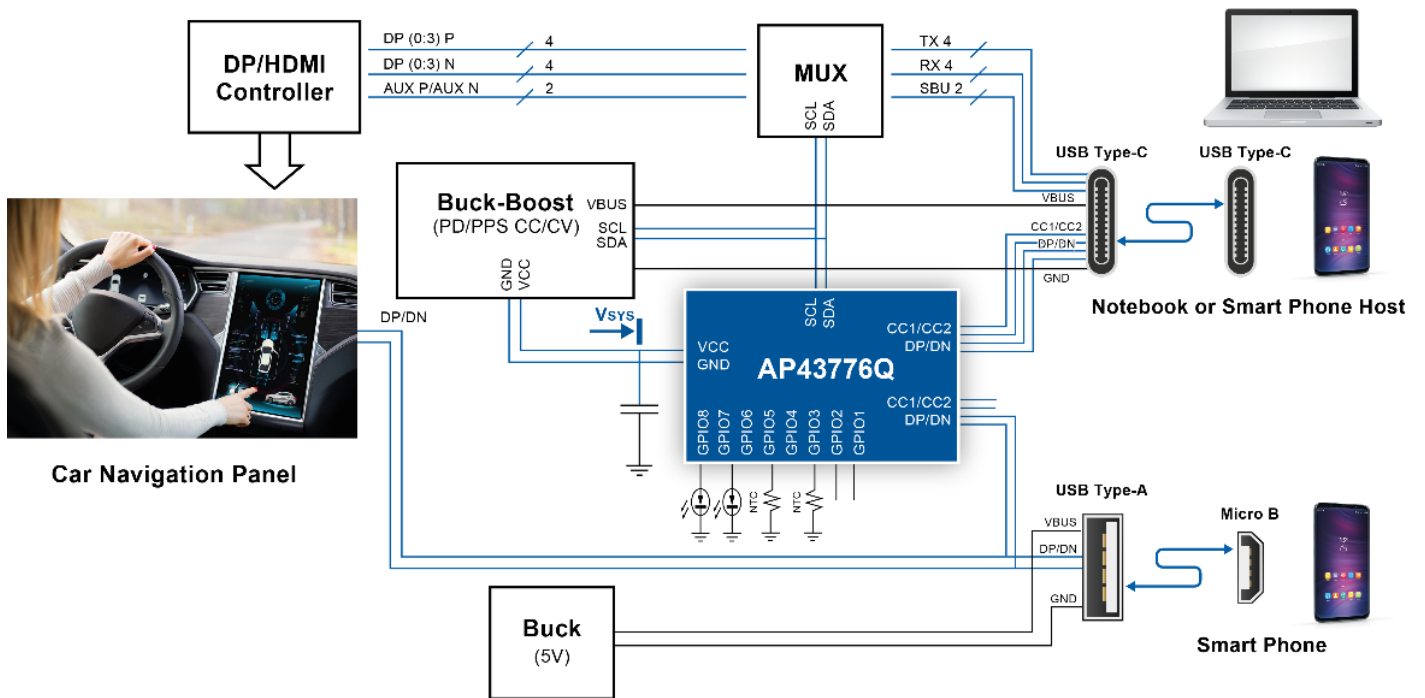 DP/HDMI
Controller
DP (0:3) P
4
DP (0:3) N
4
AUX P/AUX N
2
MUX
SCL
SDA
TX 4
RX 4
SBU 2
USB Type-C
USB Type-C
Buck-Boost
(PD/PPS CC/CV)
VBUS
SCL
SDA
GND
VCC
VBUS
CC1/CC2
DP/DN
GND
Notebook or Smart Phone Host
DP/DN
VSYS
SCL
SDA
VCC
GND
CC1/CC2
DP/DN
AP43776Q
CC1/CC2
DP/DN
GPIO8
GPIO7
GPIO6
GPIO5
GPIO4
GPIO3
GPIO2
GPIO1
NTC
NTC
Car Navigation Panel
USB Type-A
VBUS
DP/DN
GND
Micro B
Smart Phone
Buck
(5V)